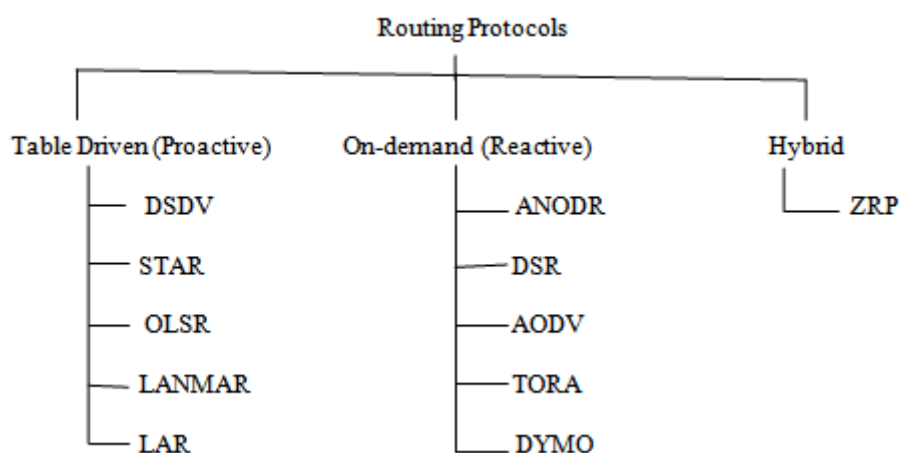 Routing Protocols
Table Driven (Proactive)
On-demand (Reactive)
Hybrid
DSDV
STAR
OLSR
LANMAR
LAR
ANODR
DSR
AODV
TORA
DYMO
ZRP